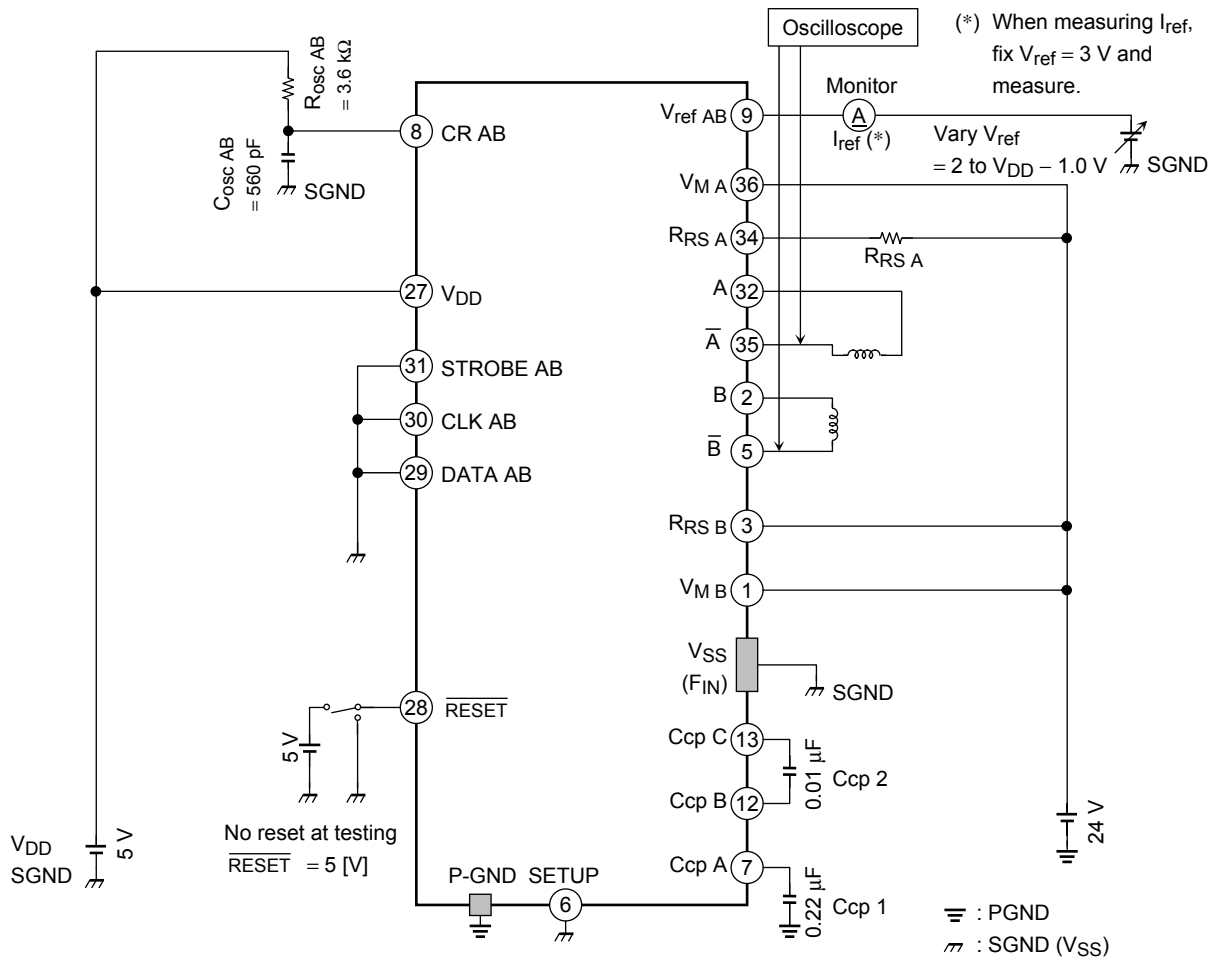 Oscilloscope
(*) When measuring Iref,
fix Vref = 3 V and
measure.
Rosc AB
= 3.6 kΩ
Cosc AB
= 560 pF
SGND
8 CR AB
Vref AB 9
Monitor
A
Iref (*)
Vary Vref
= 2 to VDD – 1.0 V
SGND
VM A 36
RRS A 34
RRS A
A 32
A̅ 35
B 2
B̅ 5
27 VDD
31 STROBE AB
30 CLK AB
29 DATA AB
RRS B 3
VM B 1
VSS
(FIN)
SGND
28 R̅E̅S̅E̅T̅
5 V
No reset at testing
R̅E̅S̅E̅T̅ = 5 [V]
Ccp C 13
0.01 µF
Ccp 2
Ccp B 12
Ccp A 7
0.22 µF
Ccp 1
VDD
SGND
5 V
24 V
P-GND SETUP
6
: PGND
: SGND (VSS)